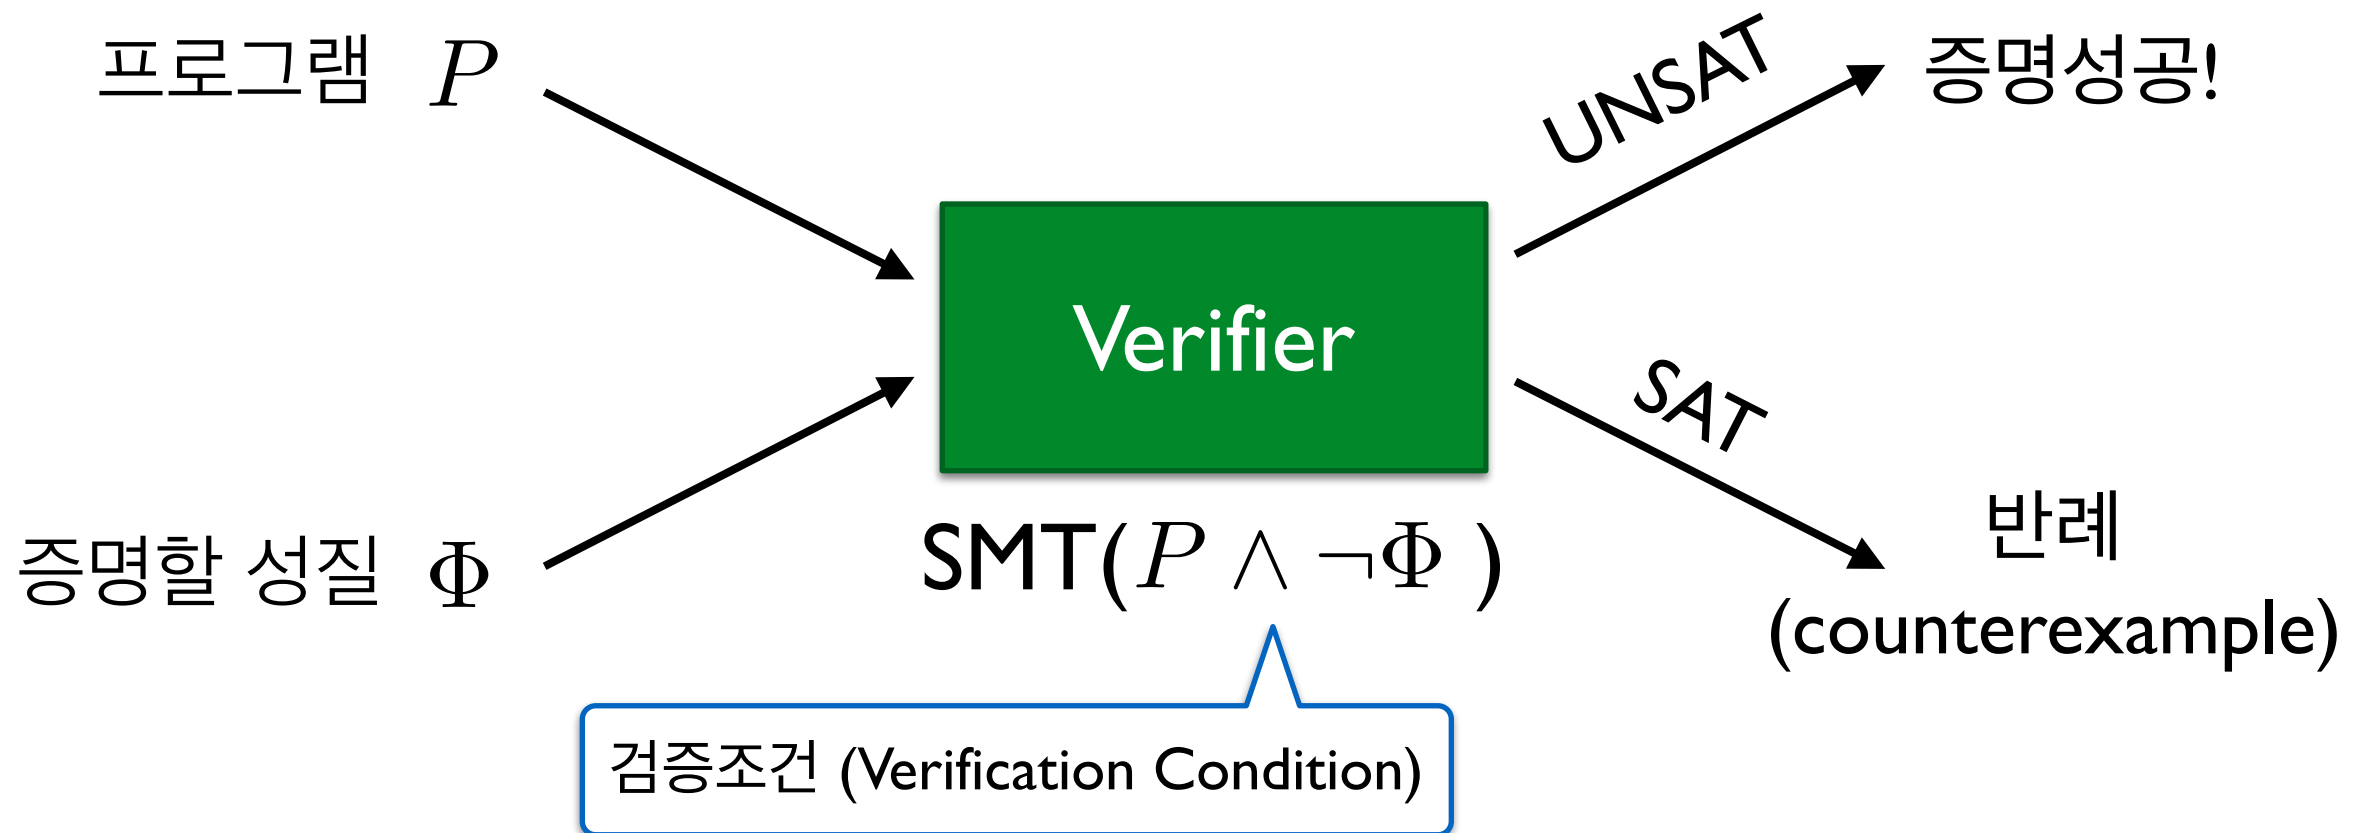 프로그램 P
증명할 성질 Φ
Verifier
SMT(P ∧ ¬Φ )
검증조건 (Verification Condition)
UNSAT
증명성공!
SAT
반례
(counterexample)